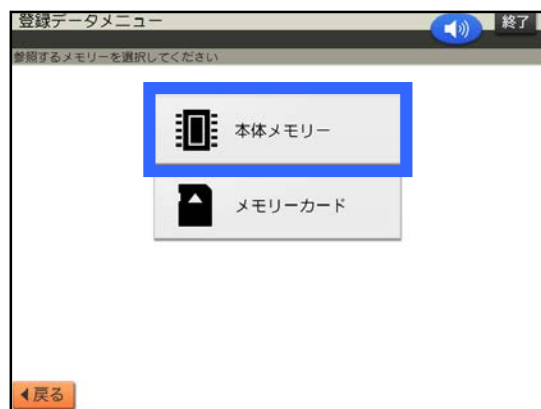 登録データメニュー
終了
参照するメモリーを選択してください
本体メモリー
メモリーカード
戻る